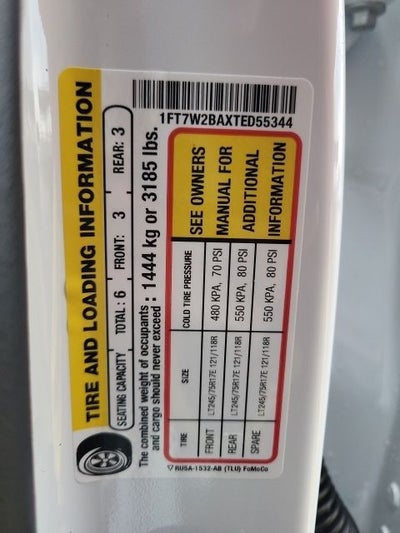 1FT7W2BAXTED55344
TIRE AND LOADING INFORMATION
SEATING CAPACITY TOTAL: 6 FRONT: 3 REAR: 3
The combined weight of occupants
and cargo should never exceed : 1444 kg or 3185 lbs.
TIRE SIZE COLD TIRE PRESSURE
FRONT LT245/75R17E 121/118R 480 KPA, 70 PSI
REAR LT245/75R17E 121/118R 550 KPA, 80 PSI
SPARE LT245/75R17E 121/118R 550 KPA, 80 PSI
SEE OWNERS
MANUAL FOR
ADDITIONAL
INFORMATION
RU5A-1532-AB (TLU) FoMoCo